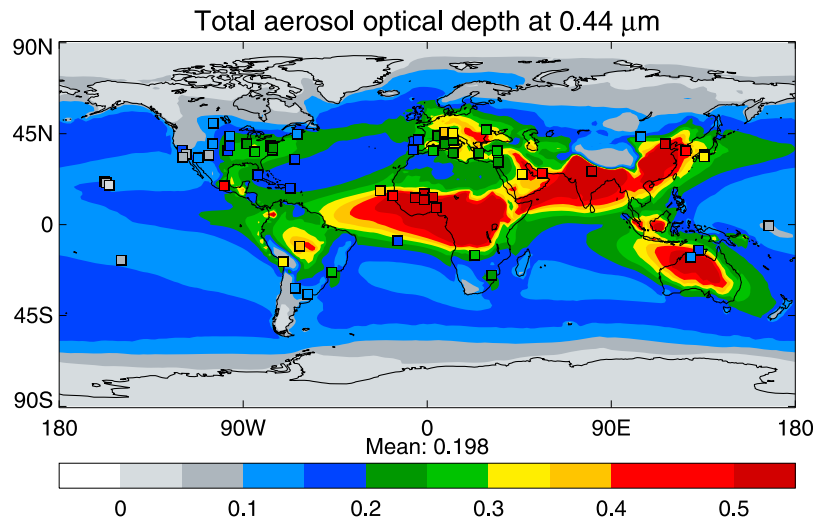 Total aerosol optical depth at 0.44 μm
90N
45N
0
45S
90S
180 90W 0 90E 180
Mean: 0.198
0 0.1 0.2 0.3 0.4 0.5